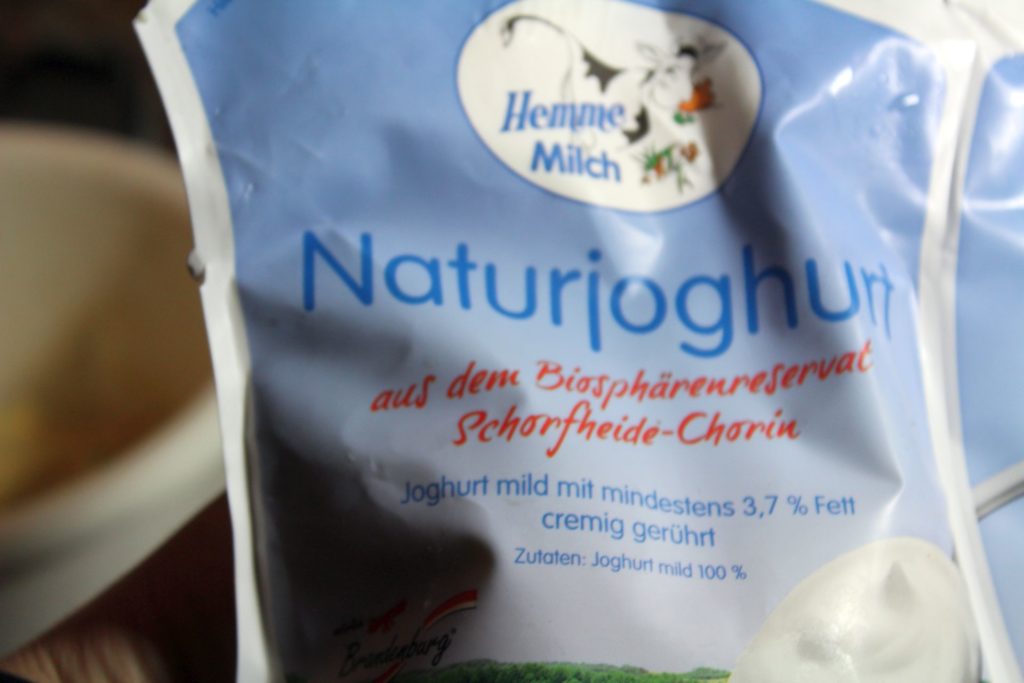 Hemme
Milch
Naturjoghurt
aus dem Biosphärenreservat
Schorfheide-Chorin
Joghurt mild mit mindestens 3,7 % Fett
cremig gerührt
Zutaten: Joghurt mild 100 %
Brandenburg